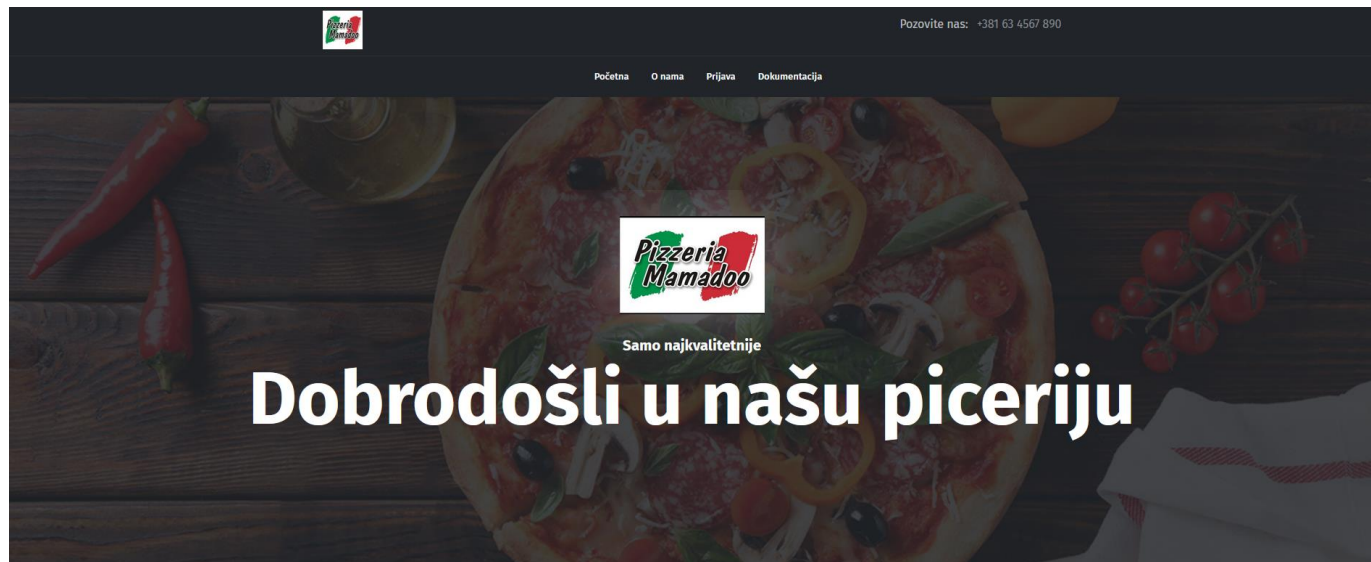 Pizzeria
Mamadoo
Pozovite nas: +381 63 4567 890
Početna O nama Prijava Dokumentacija
Pizzeria
Mamadoo
Samo najkvalitetnije
Dobrodošli u našu piceriju